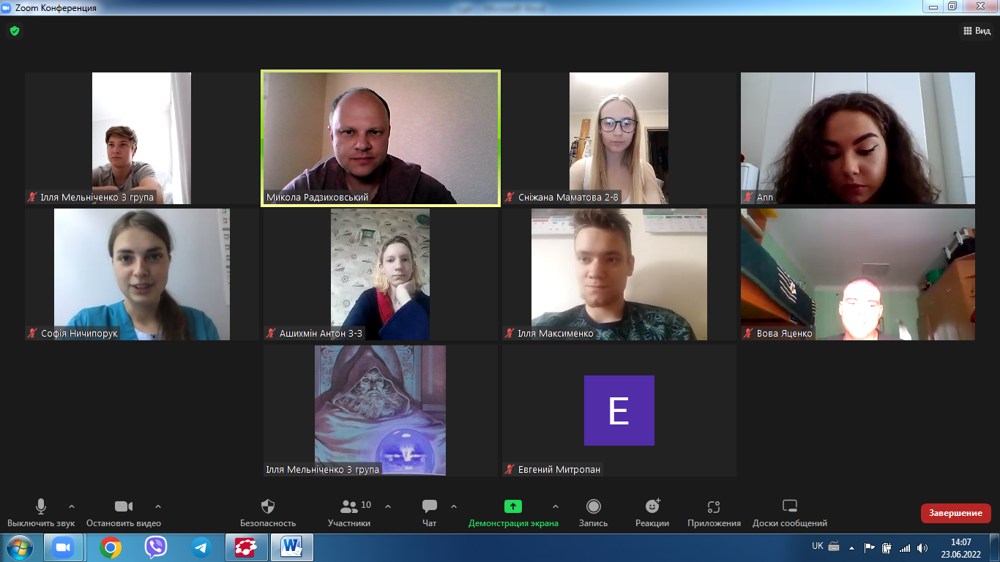 Zoom Конференция
Вид
Ілля Мельніченко 3 група
Микола Радзиховський
Сніжана Маматова 2-8
Ann
Софія Ничипорук
Ашихмін Антон 3-3
Ілля Максименко
Вова Яценко
Ілля Мельніченко 3 група
E
Евгений Митропан
10
Выключить звук
Остановить видео
Безопасность
Участники
Чат
Демонстрация экрана
Запись
Реакции
Приложения
Доски сообщений
Завершение
UK
14:07
23.06.2022